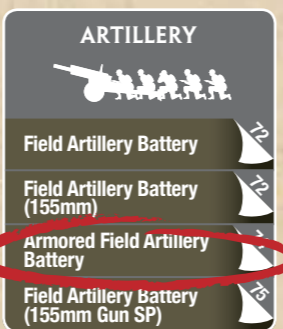 ARTILLERY
Field Artillery Battery
72
Field Artillery Battery
(155mm)
72
Armored Field Artillery
Battery
Field Artillery Battery
(155mm Gun SP)
75